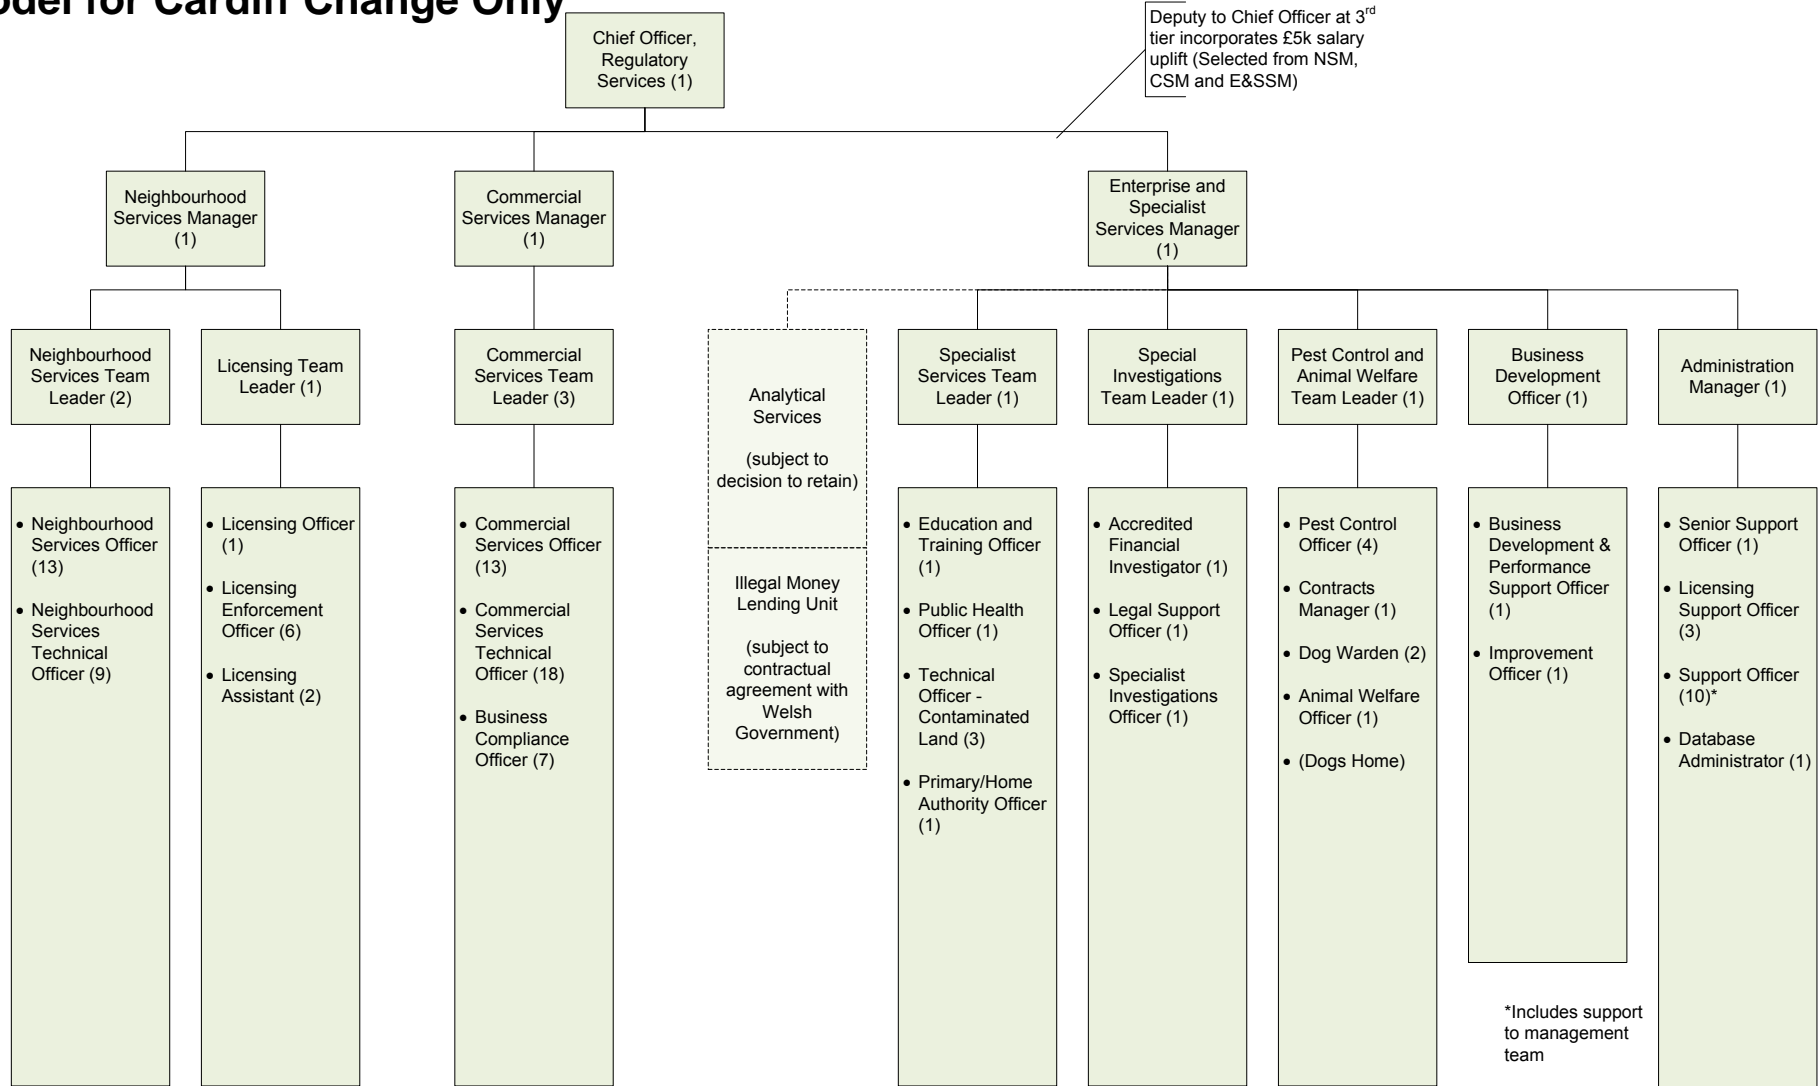 odel for Cardiff Change Only
Chief Officer,
Regulatory
Services (1)
Deputy to Chief Officer at 3rd
tier incorporates £5k salary
uplift (Selected from NSM,
CSM and E&SSM)
Neighbourhood
Services Manager
(1)
Commercial
Services Manager
(1)
Enterprise and
Specialist
Services Manager
(1)
Neighbourhood
Services Team
Leader (2)
Licensing Team
Leader (1)
Commercial
Services Team
Leader (3)
Analytical
Services
(subject to
decision to retain)
Specialist
Services Team
Leader (1)
Special
Investigations
Team Leader (1)
Pest Control and
Animal Welfare
Team Leader (1)
Business
Development
Officer (1)
Administration
Manager (1)
• Neighbourhood
Services Officer
(13)
• Neighbourhood
Services
Technical
Officer (9)
• Licensing Officer
(1)
• Licensing
Enforcement
Officer (6)
• Licensing
Assistant (2)
• Commercial
Services Officer
(13)
• Commercial
Services
Technical
Officer (18)
• Business
Compliance
Officer (7)
Illegal Money
Lending Unit
(subject to
contractual
agreement with
Welsh
Government)
• Education and
Training Officer
(1)
• Public Health
Officer (1)
• Technical
Officer -
Contaminated
Land (3)
• Primary/Home
Authority Officer
(1)
• Accredited
Financial
Investigator (1)
• Legal Support
Officer (1)
• Specialist
Investigations
Officer (1)
• Pest Control
Officer (4)
• Contracts
Manager (1)
• Dog Warden (2)
• Animal Welfare
Officer (1)
• (Dogs Home)
• Business
Development &
Performance
Support Officer
(1)
• Improvement
Officer (1)
• Senior Support
Officer (1)
• Licensing
Support Officer
(3)
• Support Officer
(10)*
• Database
Administrator (1)
*Includes support
to management
team